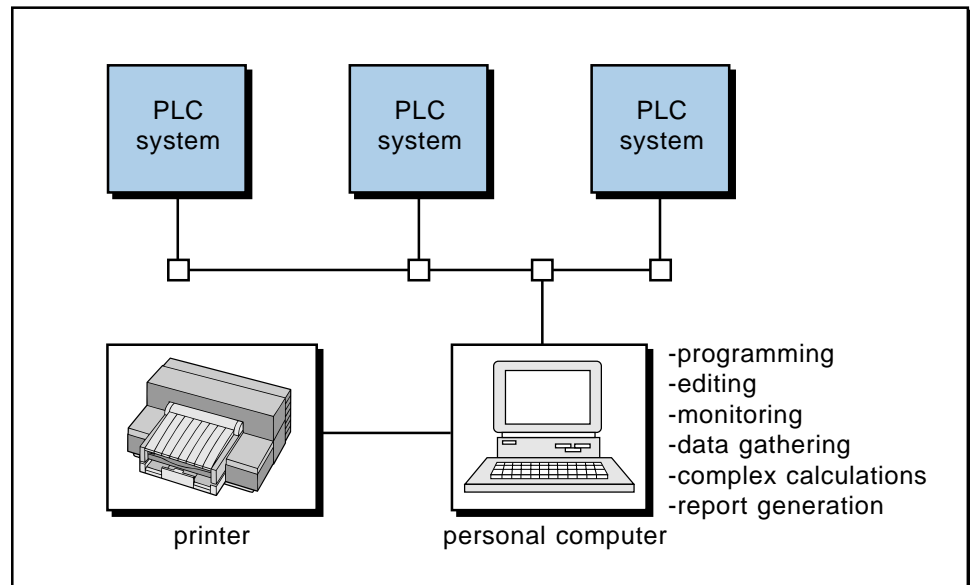 PLC
system
PLC
system
PLC
system
-programming
-editing
-monitoring
-data gathering
-complex calculations
-report generation
printer
personal computer